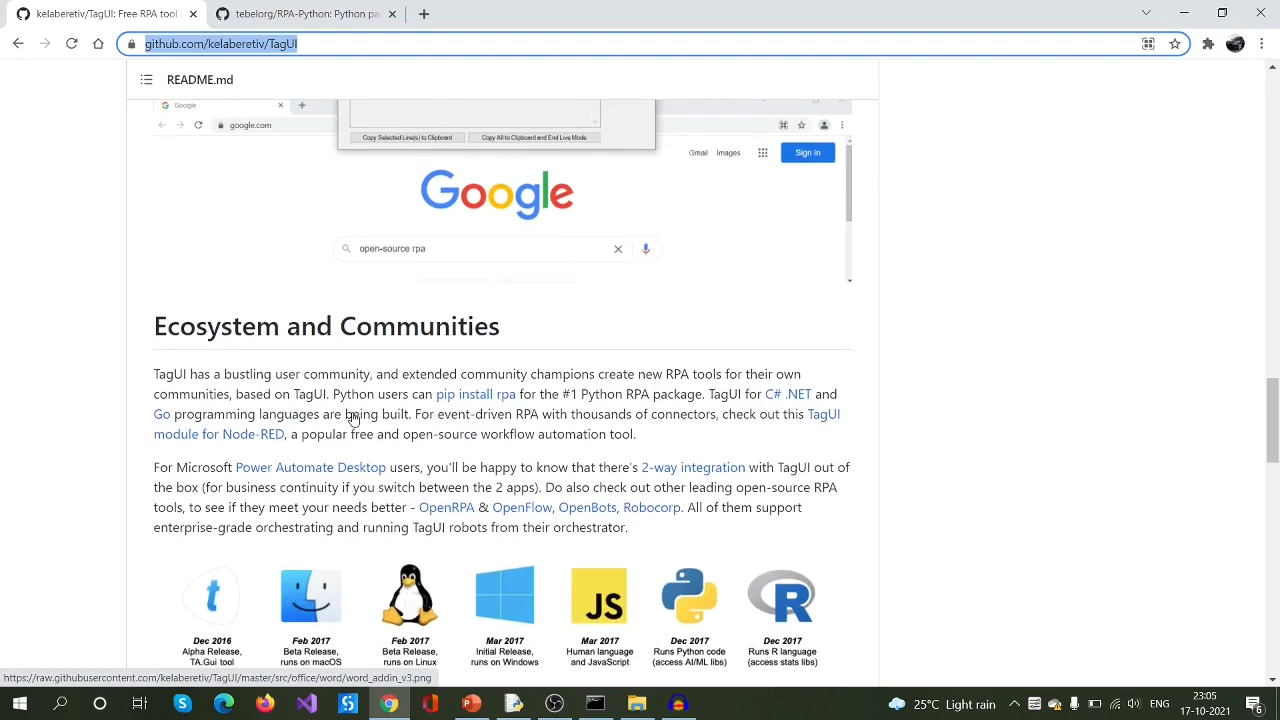 kelaberetiv/TagUI: Free RPA tool
tebelorg/RPA-Python: Python pa
github.com/kelaberetiv/TagUI
README.md
Google
google.com
Copy Selected Line(s) to Clipboard
Copy All to Clipboard and End Live Mode
Gmail Images Sign in
Google
open-source rpa
Ecosystem and Communities
TagUI has a bustling user community, and extended community champions create new RPA tools for their own
communities, based on TagUI. Python users can pip install rpa for the #1 Python RPA package. TagUI for C# .NET and
Go programming languages are being built. For event-driven RPA with thousands of connectors, check out this TagUI
module for Node-RED, a popular free and open-source workflow automation tool.
For Microsoft Power Automate Desktop users, you'll be happy to know that there's 2-way integration with TagUI out of
the box (for business continuity if you switch between the 2 apps). Do also check out other leading open-source RPA
tools, to see if they meet your needs better - OpenRPA & OpenFlow, OpenBots, Robocorp. All of them support
enterprise-grade orchestrating and running TagUI robots from their orchestrator.
t
JS
R
Dec 2016
Alpha Release,
TA.Gui tool
Feb 2017
Beta Release,
runs on macOS
Feb 2017
Beta Release,
runs on Linux
Mar 2017
Initial Release,
runs on Windows
Mar 2017
Human language
and JavaScript
Dec 2017
Runs Python code
(access AI/ML libs)
Dec 2017
Runs R language
(access stats libs)
https://raw.githubusercontent.com/kelaberetiv/TagUI/master/src/office/word/word_addin_v3.png
25°C Light rain
ENG
23:05
17-10-2021
6